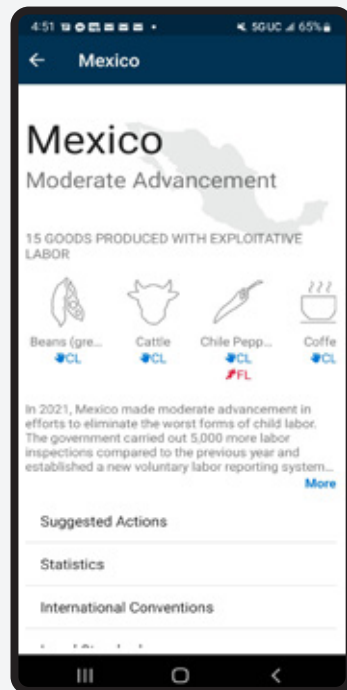 4:51 SGUC 65%
Mexico
Mexico
Moderate Advancement
15 GOODS PRODUCED WITH EXPLOITATIVE
LABOR
Beans (gre... Cattle Chile Pepp... Coffe
CL CL CL CL
FL
In 2021, Mexico made moderate advancement in
efforts to eliminate the worst forms of child labor.
The government carried out 5,000 more labor
inspections compared to the previous year and
established a new voluntary labor reporting system...
More
Suggested Actions
Statistics
International Conventions